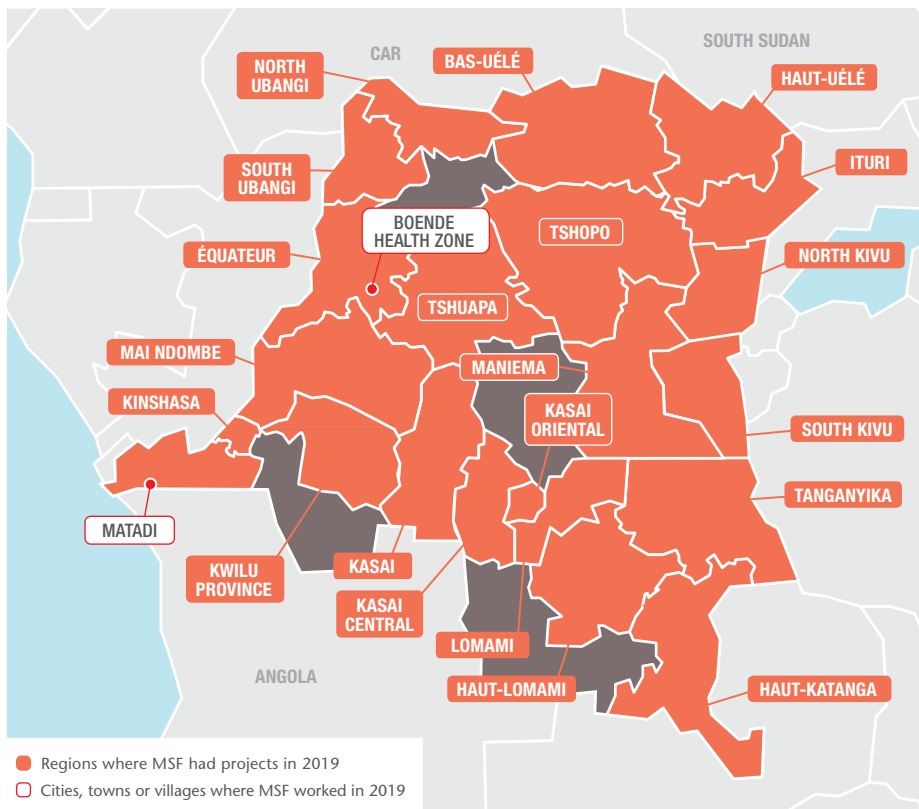 CAR
SOUTH SUDAN
NORTH
UBANGI
BAS-UÉLÉ
HAUT-UÉLÉ
SOUTH
UBANGI
ITURI
BOENDE
HEALTH ZONE
TSHOPO
ÉQUATEUR
NORTH KIVU
TSHUAPA
MAI NDOMBE
MANIEMA
KINSHASA
KASAI
ORIENTAL
SOUTH KIVU
TANGANYIKA
MATADI
KWILU
PROVINCE
KASAI
KASAI
CENTRAL
LOMAMI
ANGOLA
HAUT-LOMAMI
HAUT-KATANGA
Regions where MSF had projects in 2019
Cities, towns or villages where MSF worked in 2019